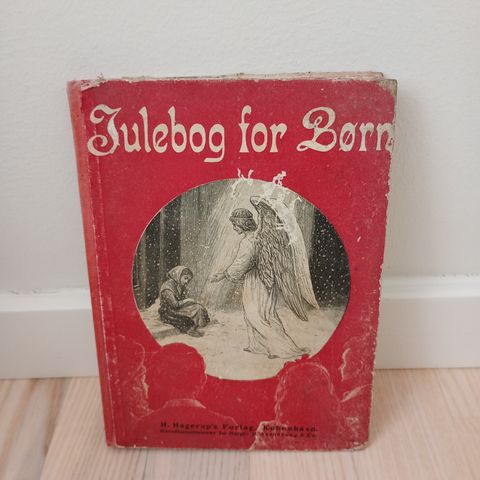 Julebog for Børn
H. Hagerup's Forlag, København.